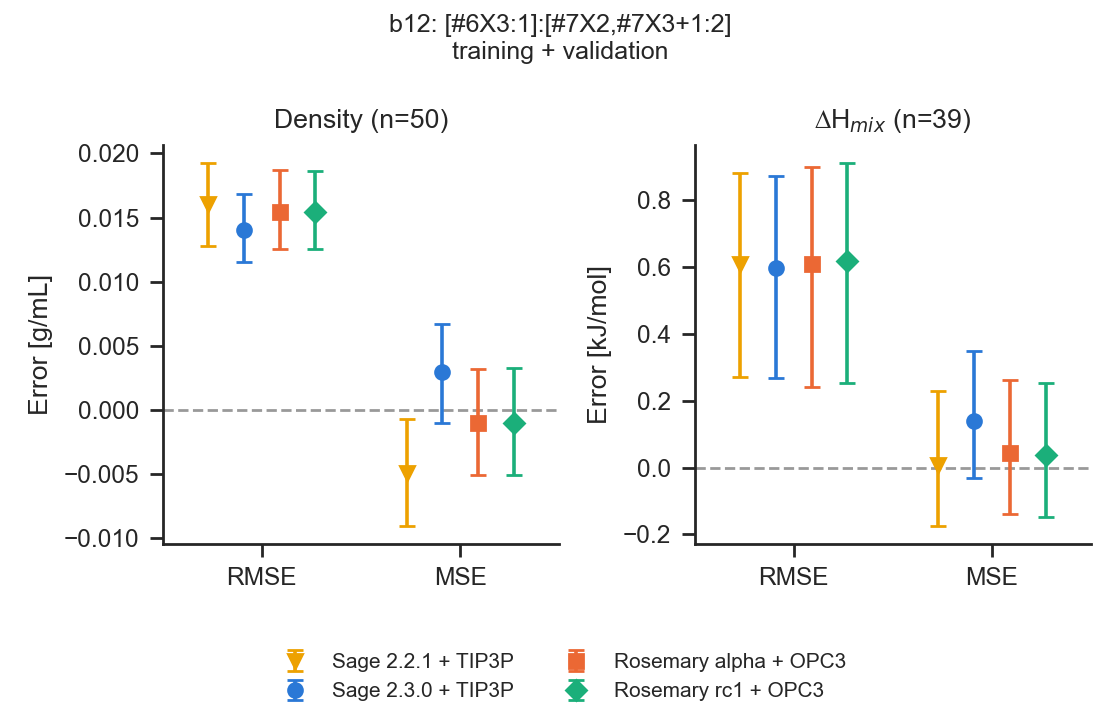 b12: [#6X3:1]:[#7X2,#7X3+1:2]
training + validation
Density (n=50)
0.020
0.015
0.010
0.005
0.000
−0.005
−0.010
Error [g/mL]
RMSE
MSE
ΔHmix (n=39)
0.8
0.6
0.4
0.2
0.0
−0.2
Error [kJ/mol]
RMSE
MSE
Sage 2.2.1 + TIP3P
Sage 2.3.0 + TIP3P
Rosemary alpha + OPC3
Rosemary rc1 + OPC3